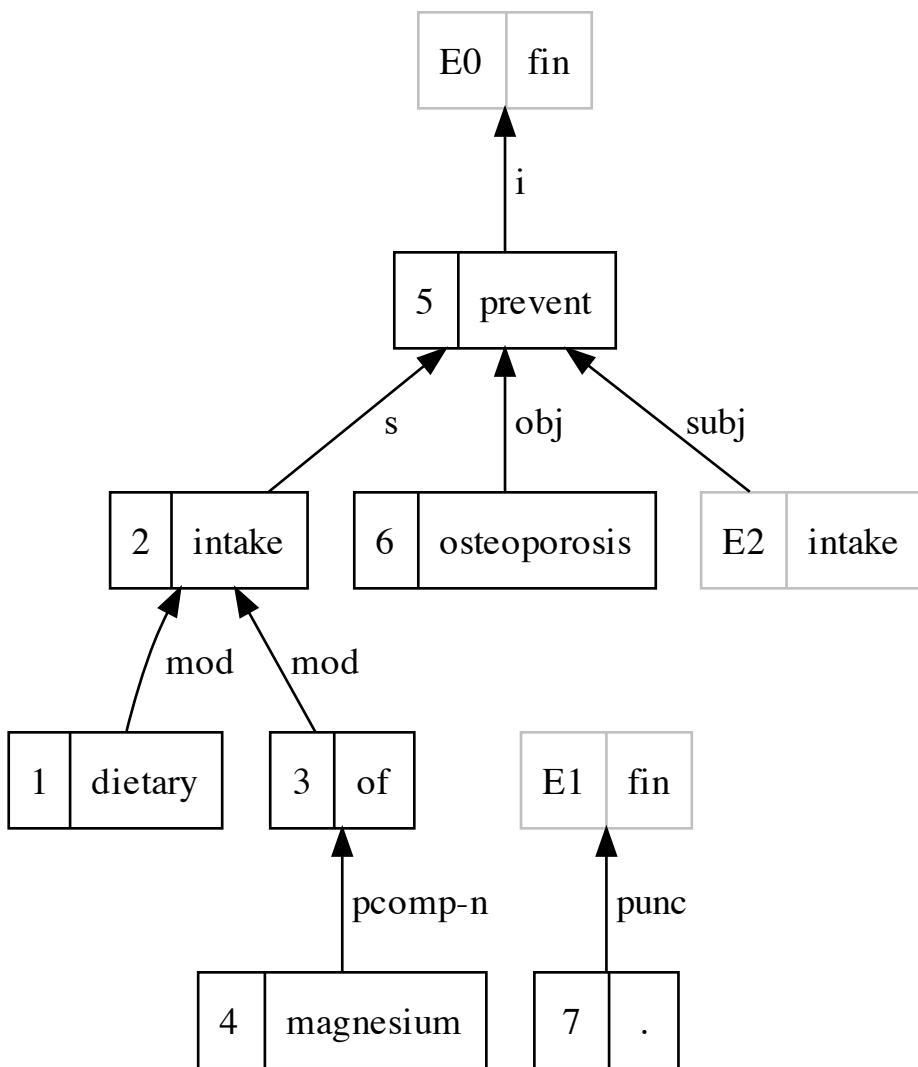 E0 fin
i
5 prevent
s obj subj
2 intake 6 osteoporosis E2 intake
mod mod
1 dietary 3 of E1 fin
pcomp-n punc
4 magnesium 7 .